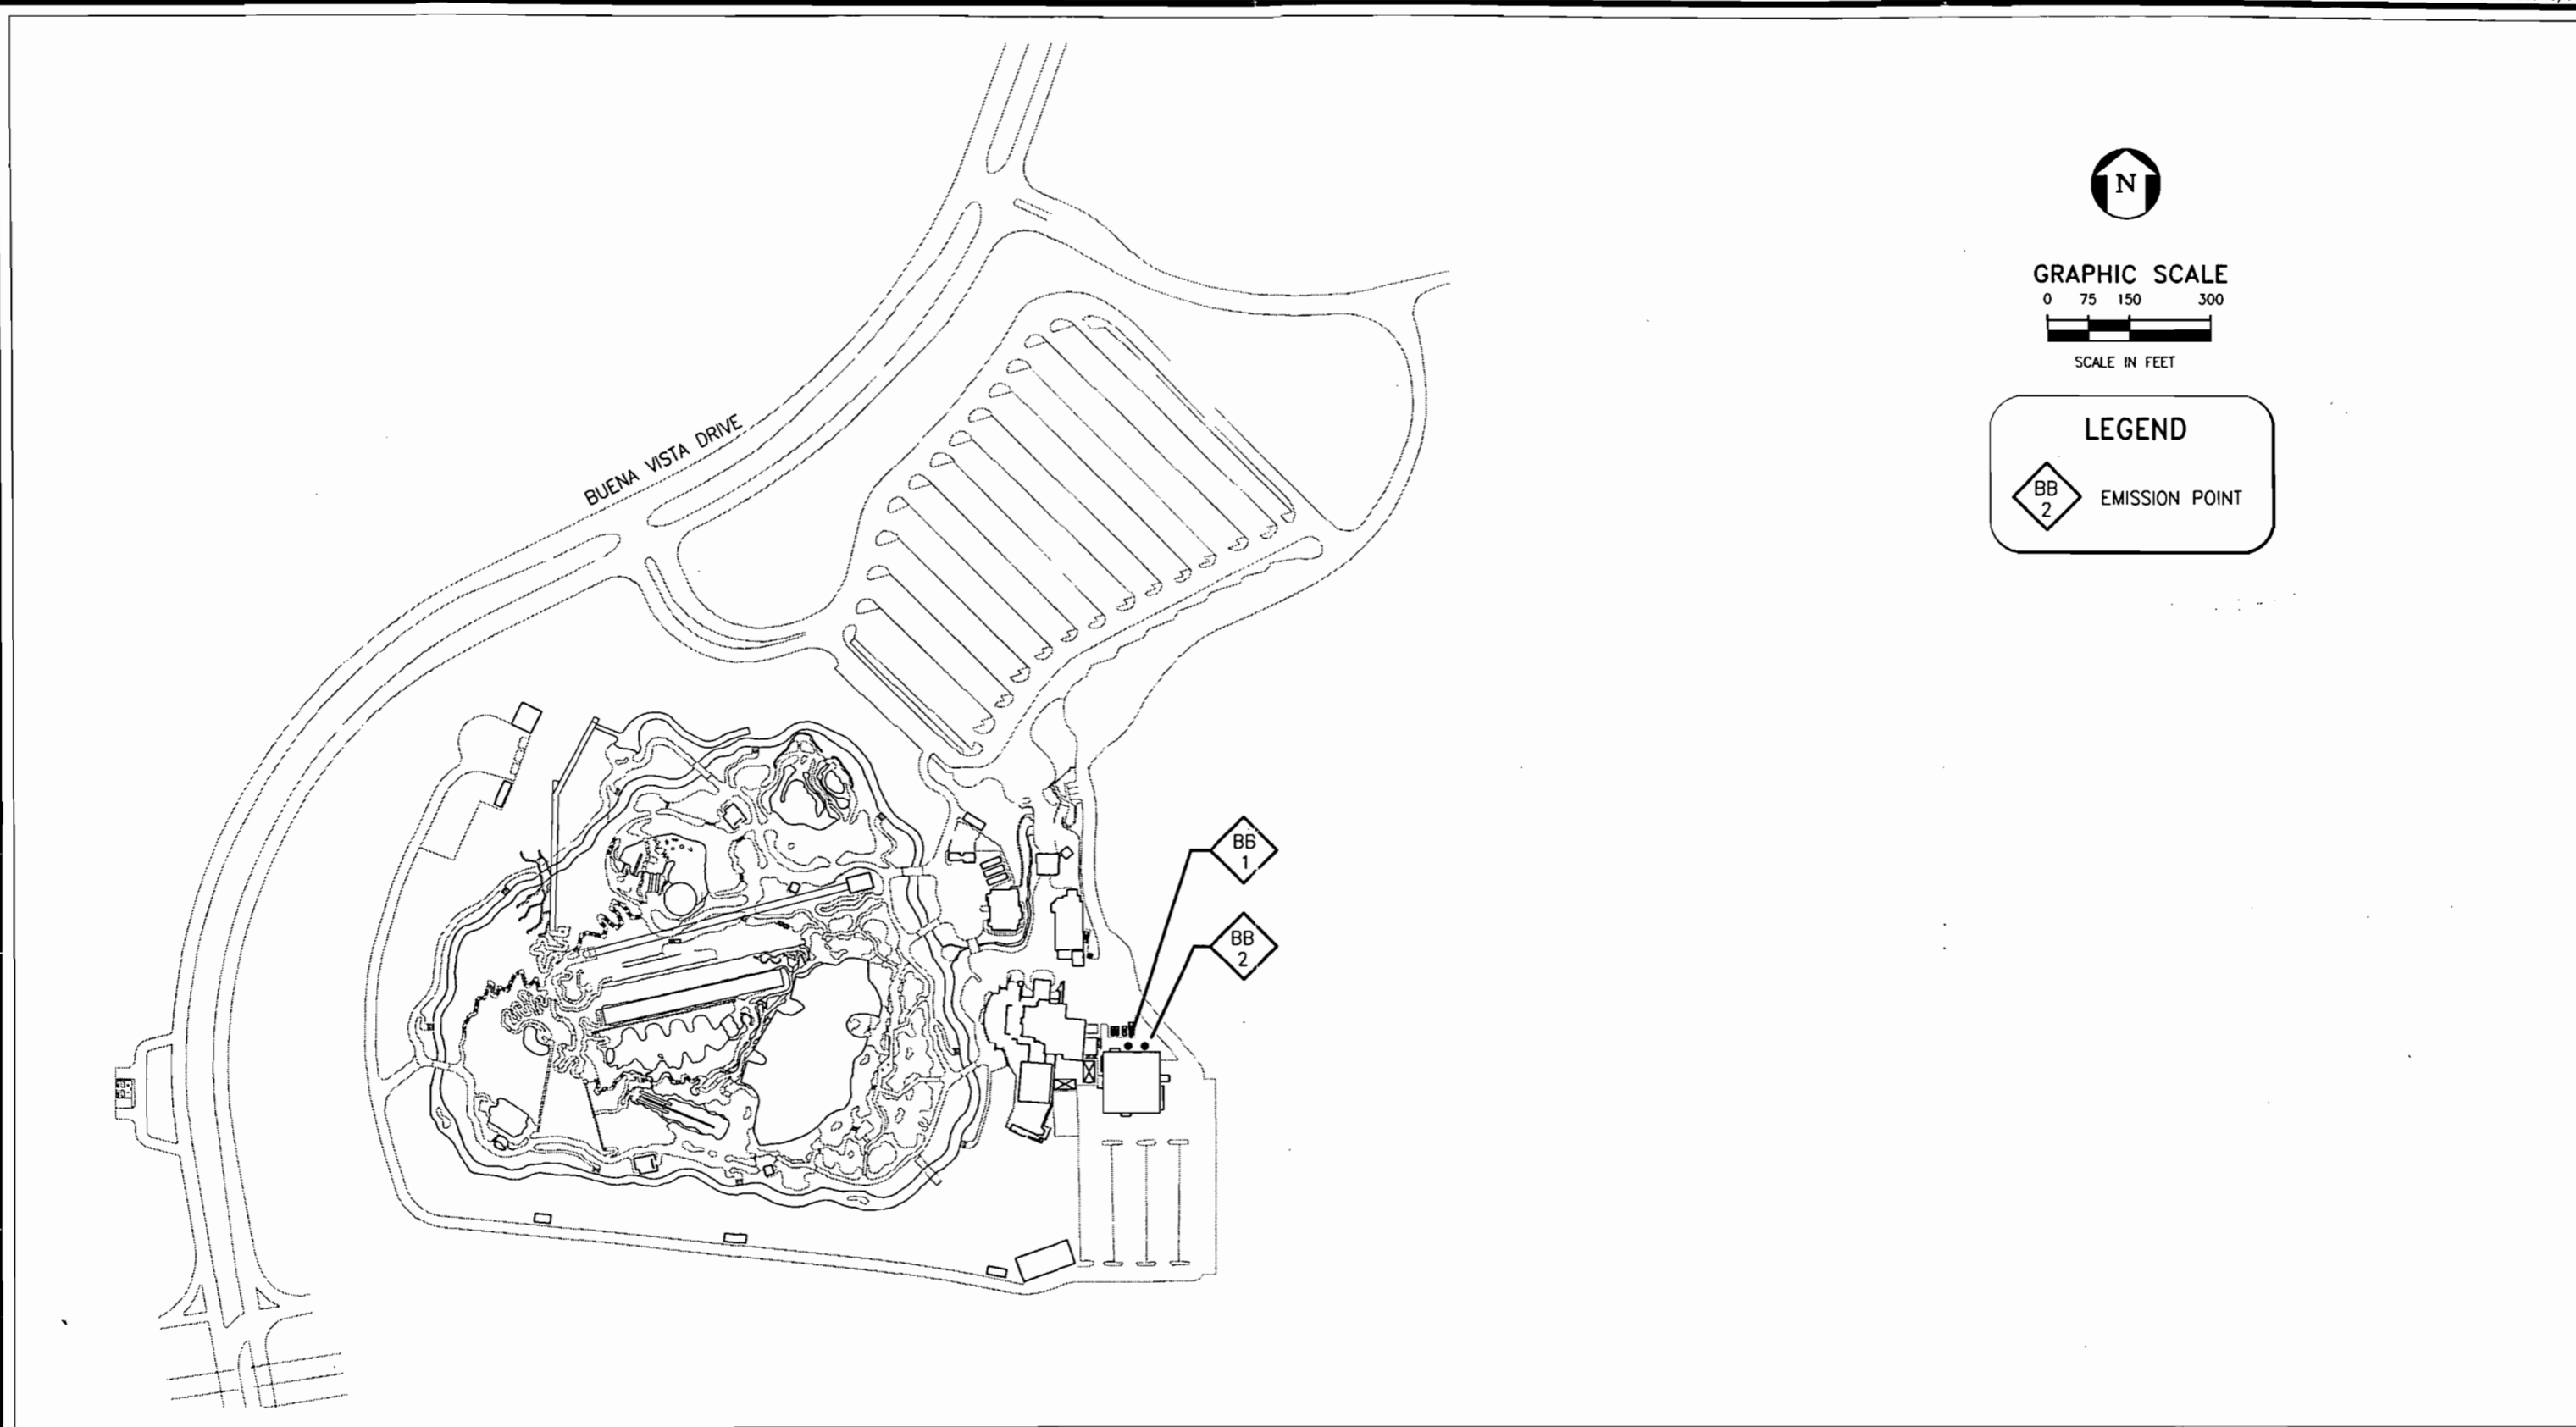 N
GRAPHIC SCALE
0 75 150 300
SCALE IN FEET
LEGEND
BB
2
EMISSION POINT
BUENA VISTA DRIVE
BB
1
BB
2